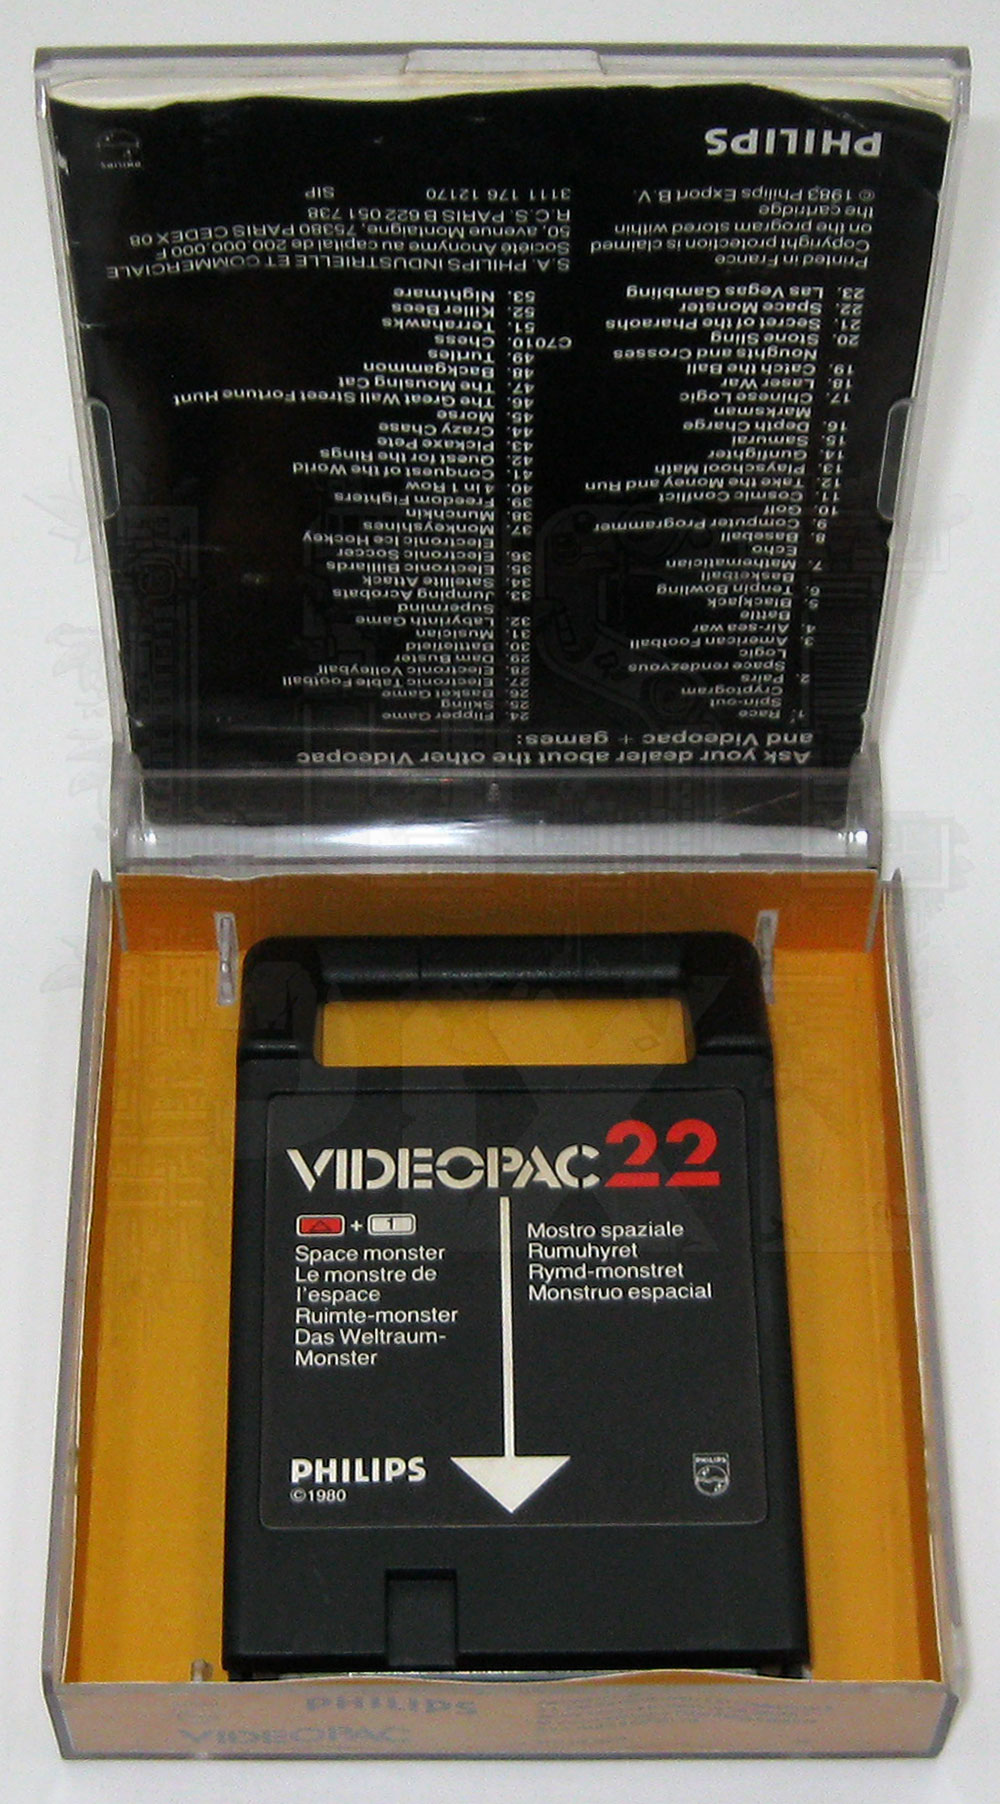 Ask your dealer about the other Videopac
and Videopac + games:
1. Race
Spin-out
Cryptogram
2. Pairs
Space rendezvous
Logic
3. American Football
4. Air-sea war
Battle
5. Blackjack
6. Tenpin Bowling
Basketball
7. Mathematician
Echo
8. Baseball
9. Computer Programmer
10. Golf
11. Cosmic Conflict
12. Take the Money and Run
13. Playschool Math
14. Gunfighter
15. Samurai
16. Depth Charge
Marksman
17. Chinese Logic
18. Laser War
19. Catch the Ball
Noughts and Crosses
20. Stone Sling
21. Secret of the Pharaohs
22. Space Monster
23. Las Vegas Gambling
24. Flipper Game
25. Skiing
26. Basket Game
27. Electronic Table Football
28. Electronic Volleyball
29. Dam Buster
30. Battlefield
31. Musician
32. Labyrinth Game
Supermind
33. Jumping Acrobats
34. Satellite Attack
35. Electronic Billiards
36. Electronic Soccer
Electronic Ice Hockey
37. Monkeyshines
38. Munchkin
39. Freedom Fighters
40. 4 in 1 Row
41. Conquest of the World
42. Quest for the Rings
43. Pickaxe Pete
44. Crazy Chase
45. Morse
46. The Great Wall Street Fortune Hunt
47. The Mousing Cat
48. Backgammon
49. Turtles
C7010. Chess
51. Terrahawks
52. Killer Bees
53. Nightmare
Printed in France
Copyright protection is claimed
on the program stored within
the cartridge
© 1983 Philips Export B.V.
S.A. PHILIPS INDUSTRIELLE ET COMMERCIALE
Société Anonyme au capital de 200.000.000 F
50, avenue Montaigne, 75380 PARIS CEDEX 08
R.C.S. PARIS B 622 051 738
3111 176 12170 SIP
PHILIPS
PHILIPS
VIDEOPAC 22
△ + 1
Space monster
Le monstre de
l'espace
Ruimte-monster
Das Weltraum-
Monster
Mostro spaziale
Rumuhyret
Rymd-monstret
Monstruo espacial
PHILIPS
©1980
PHILIPS
PHILIPS
VIDEOPAC